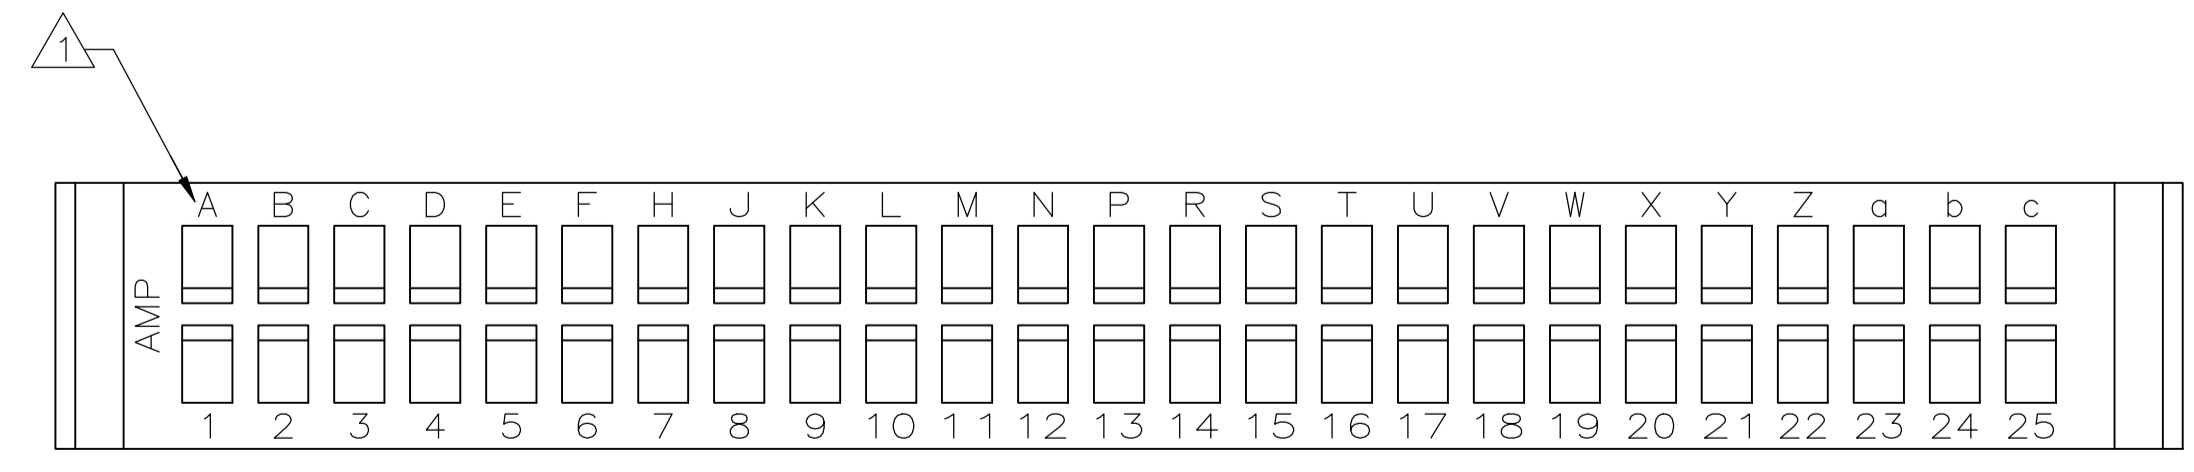 1
A B C D E F H J K L M N P R S T U V W X Y Z a b c
AMP
1 2 3 4 5 6 7 8 9 10 11 12 13 14 15 16 17 18 19 20 21 22 23 24 25